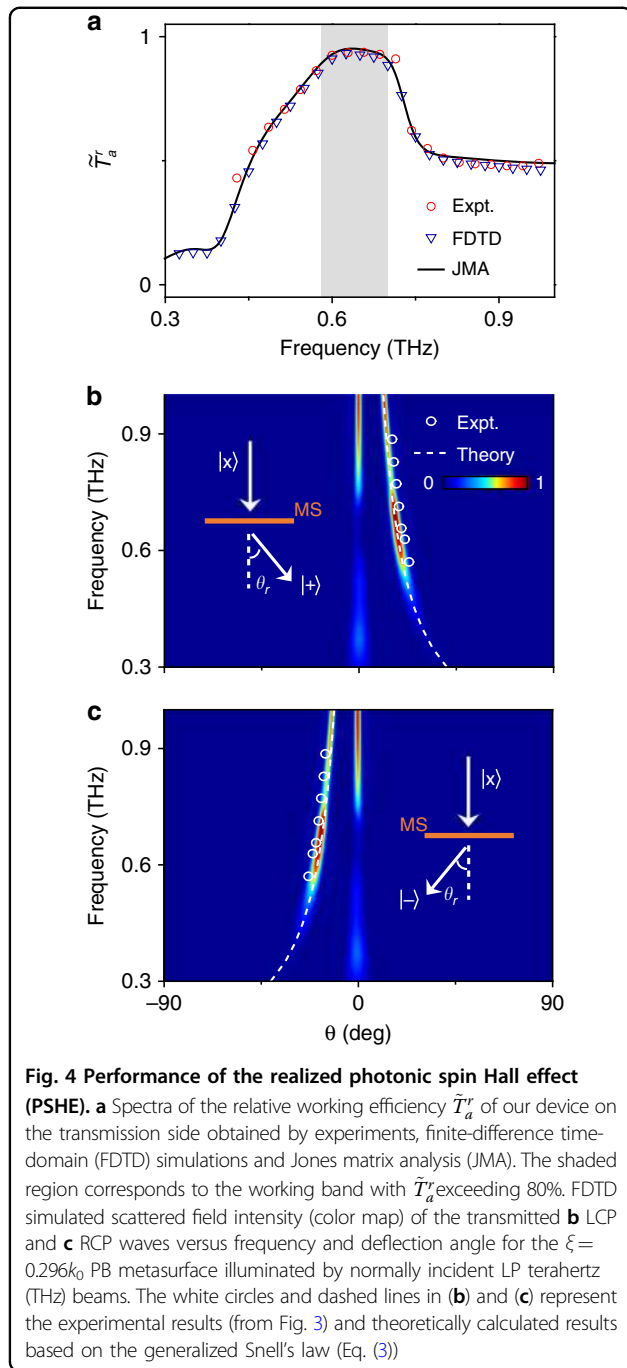 a
1
T̃ᵣₐ
0
Expt.
FDTD
JMA
0.3
0.6
0.9
Frequency (THz)
b
0.9
0.6
0.3
Frequency (THz)
|x⟩
MS
θr
|+⟩
Expt.
Theory
0
1
c
0.9
0.6
0.3
Frequency (THz)
|x⟩
MS
|−⟩
θr
−90
0
90
θ (deg)
Fig. 4 Performance of the realized photonic spin Hall effect
(PSHE). a Spectra of the relative working efficiency T̃ʳₐ of our device on
the transmission side obtained by experiments, finite-difference time-
domain (FDTD) simulations and Jones matrix analysis (JMA). The shaded
region corresponds to the working band with T̃ʳₐ exceeding 80%. FDTD
simulated scattered field intensity (color map) of the transmitted b LCP
and c RCP waves versus frequency and deflection angle for the ξ =
0.296k₀ PB metasurface illuminated by normally incident LP terahertz
(THz) beams. The white circles and dashed lines in (b) and (c) represent
the experimental results (from Fig. 3) and theoretically calculated results
based on the generalized Snell's law (Eq. (3))